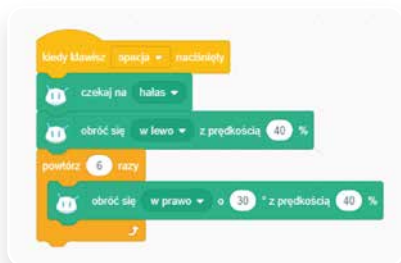 kiedy klawisz spacja naciśnięty
czekaj na hałas
obróć się w lewo z prędkością 40 %
powtórz 6 razy
obróć się w prawo o 30 ° z prędkością 40 %